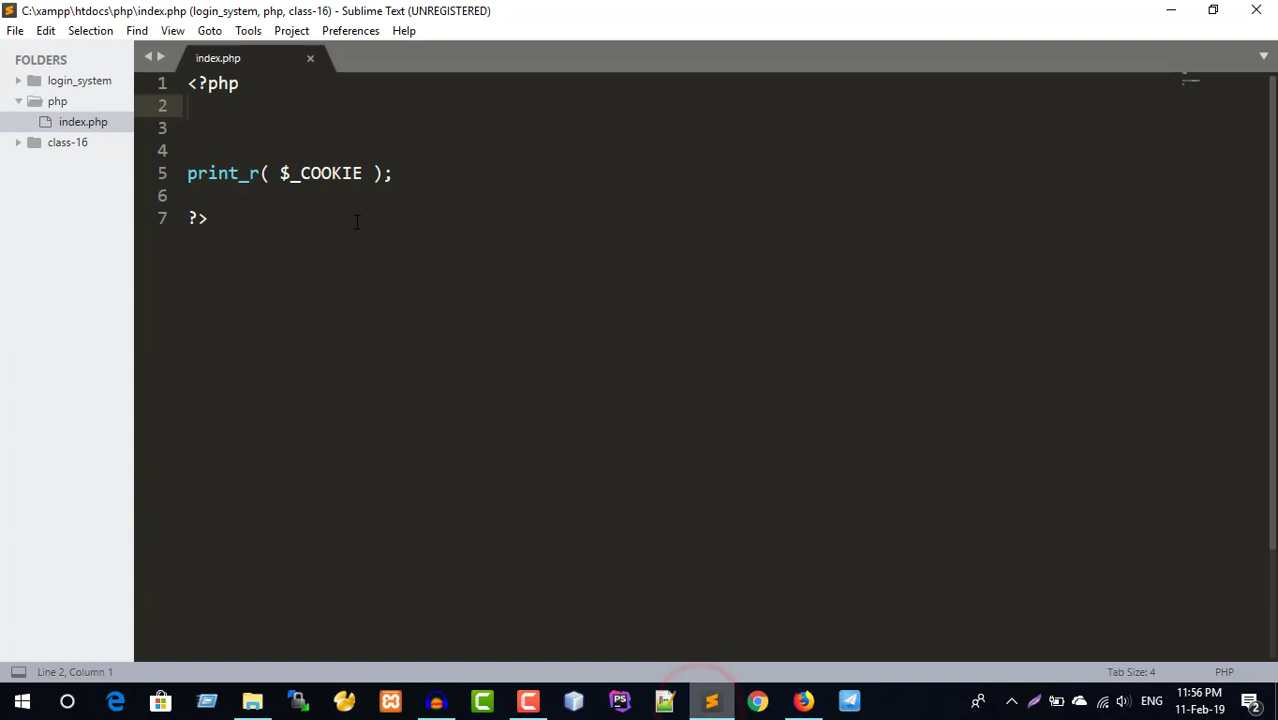 C:\xampp\htdocs\php\index.php (login_system, php, class-16) - Sublime Text (UNREGISTERED)
File Edit Selection Find View Goto Tools Project Preferences Help
FOLDERS
login_system
php
index.php
class-16
index.php
1 <?php
2
3
4
5 print_r( $_COOKIE );
6
7 ?>
Line 2, Column 1
Tab Size: 4
PHP
PS
ENG
11:56 PM
11-Feb-19
2